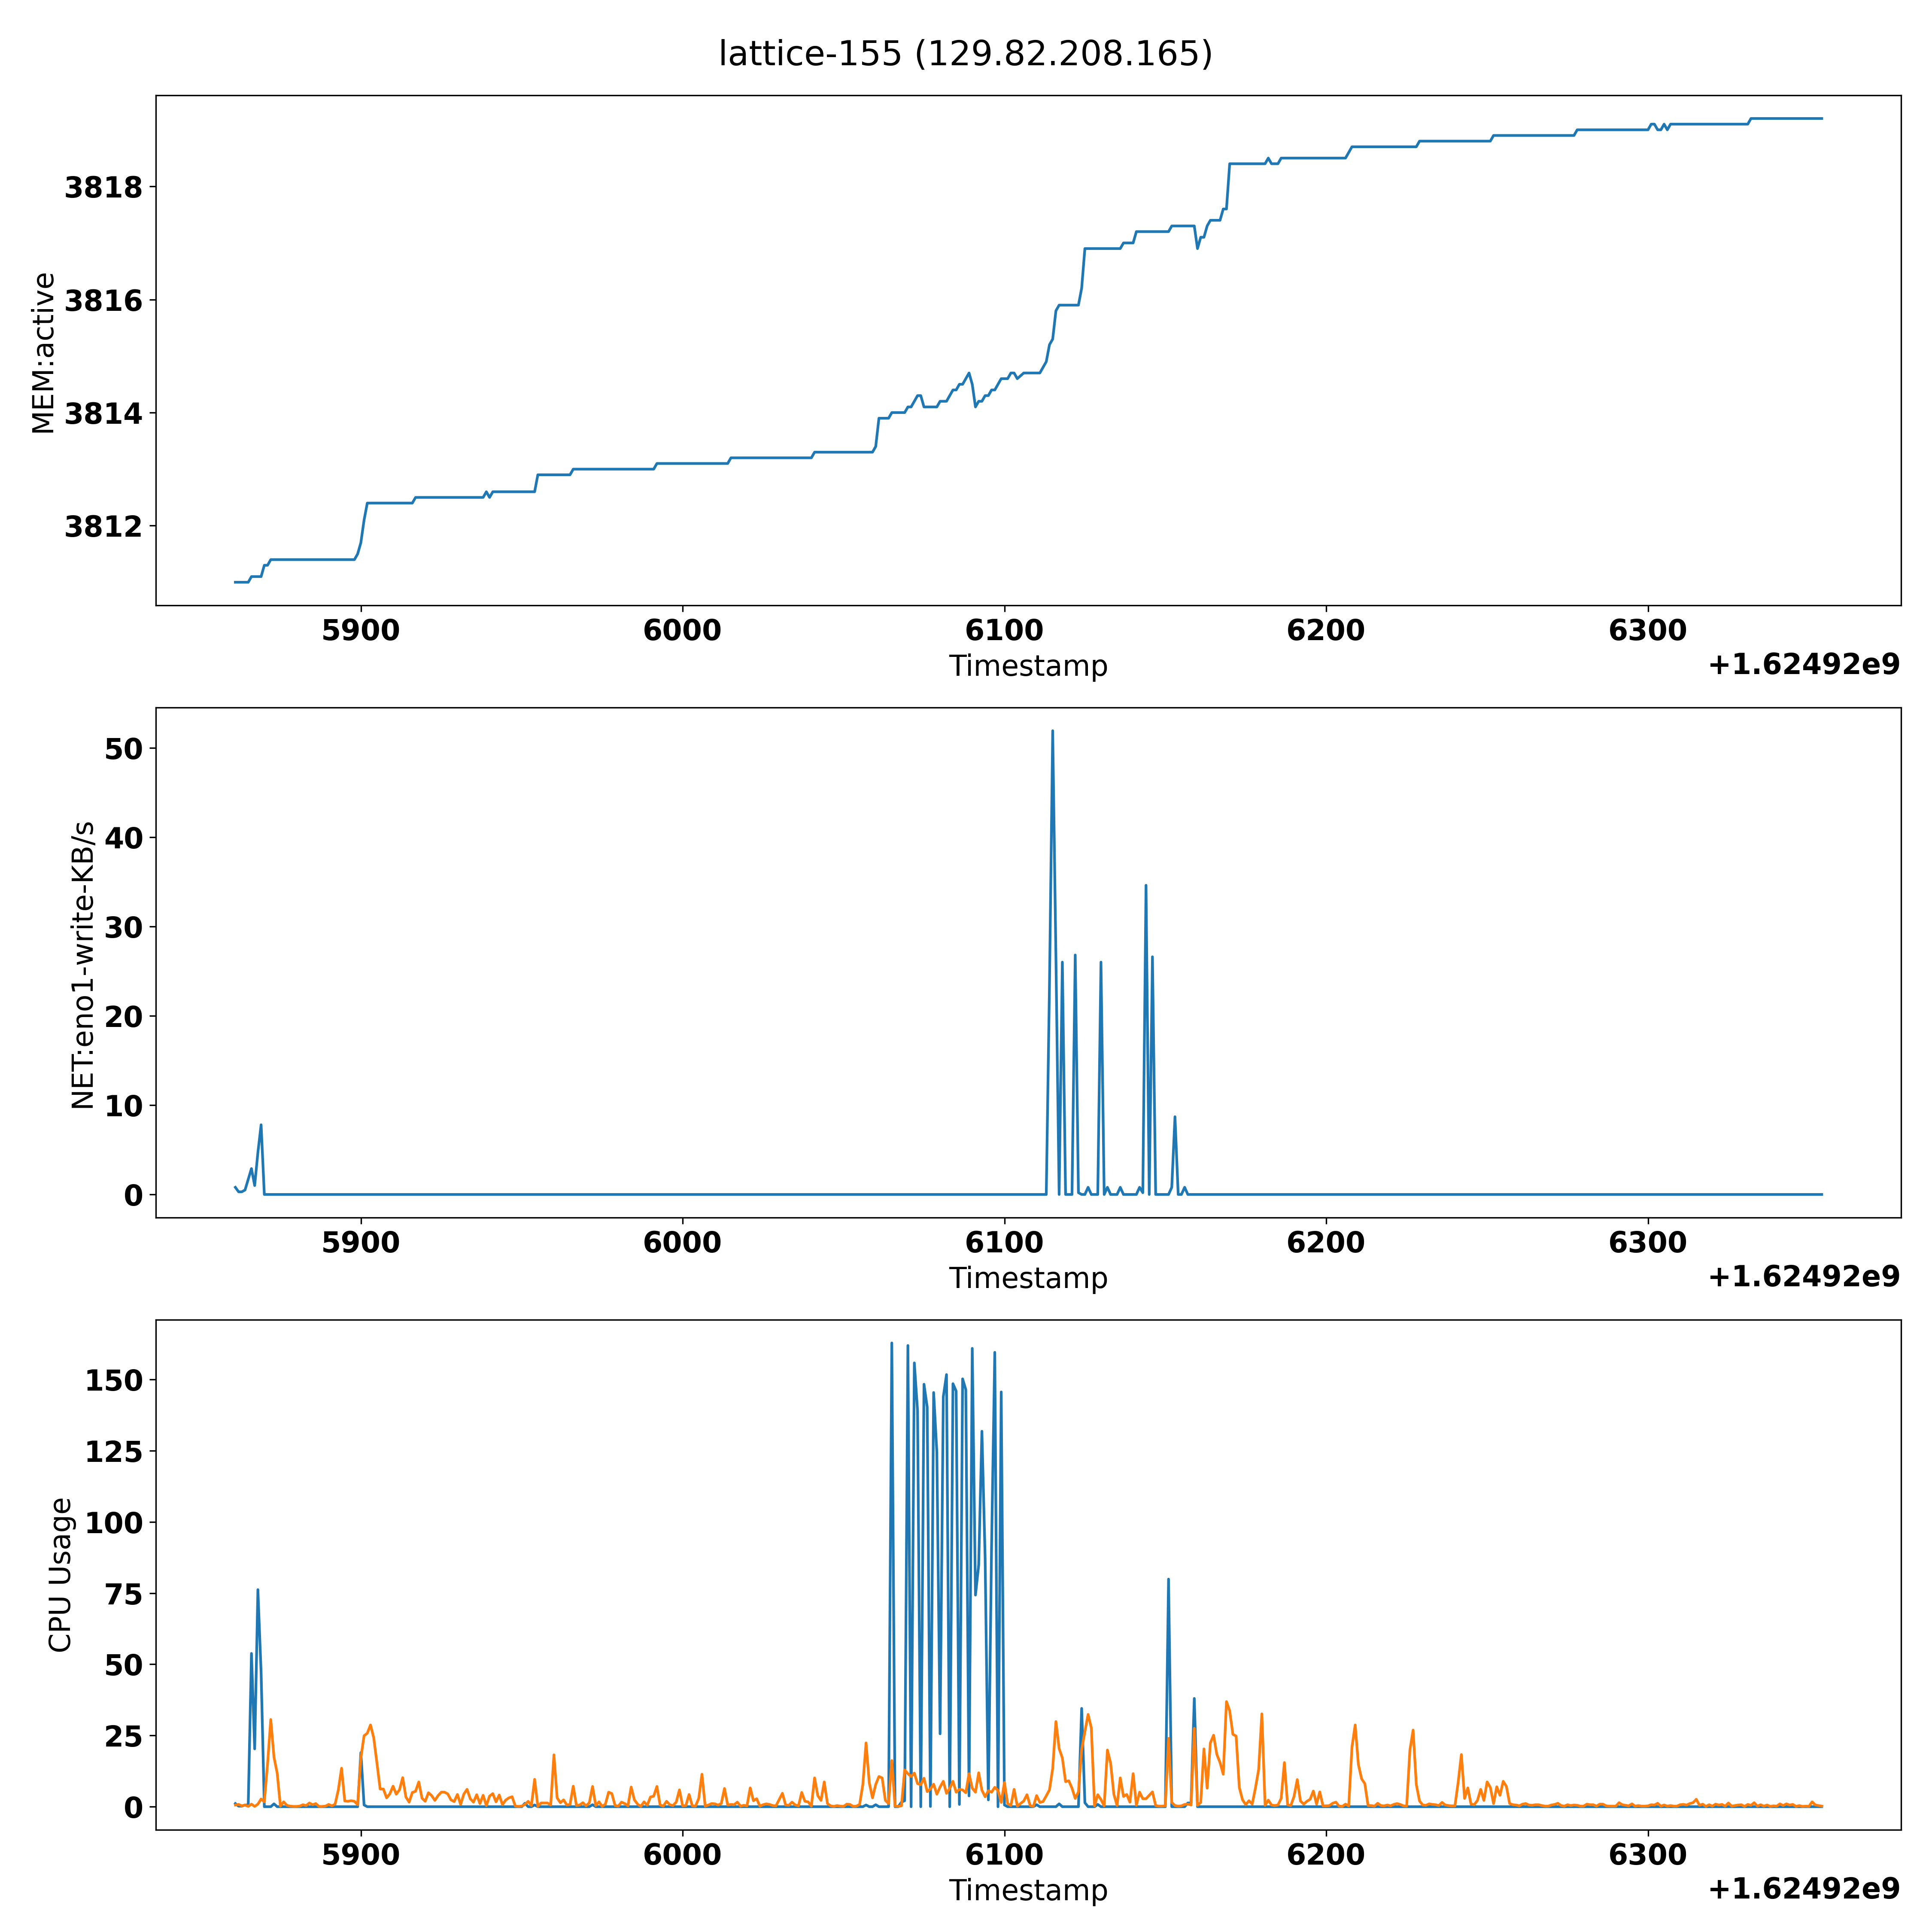 lattice-155 (129.82.208.165)
MEM:active
3818
3816
3814
3812
5900 6000 6100 6200 6300
Timestamp
+1.62492e9
NET:eno1-write-KB/s
50
40
30
20
10
0
5900 6000 6100 6200 6300
Timestamp
+1.62492e9
CPU Usage
150
125
100
75
50
25
0
5900 6000 6100 6200 6300
Timestamp
+1.62492e9